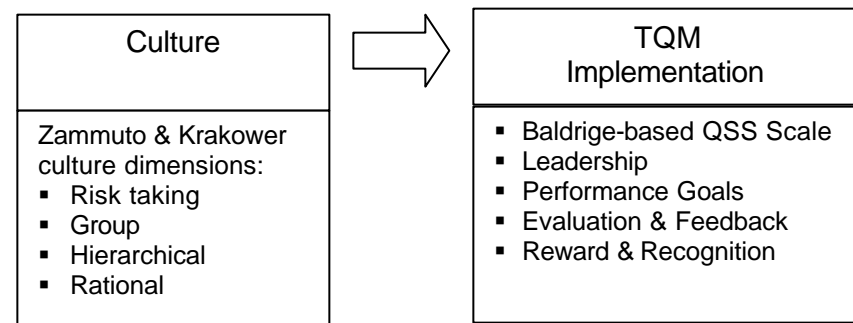 Culture
Zammuto & Krakower
culture dimensions:
▪ Risk taking
▪ Group
▪ Hierarchical
▪ Rational
TQM
Implementation
▪ Baldrige-based QSS Scale
▪ Leadership
▪ Performance Goals
▪ Evaluation & Feedback
▪ Reward & Recognition